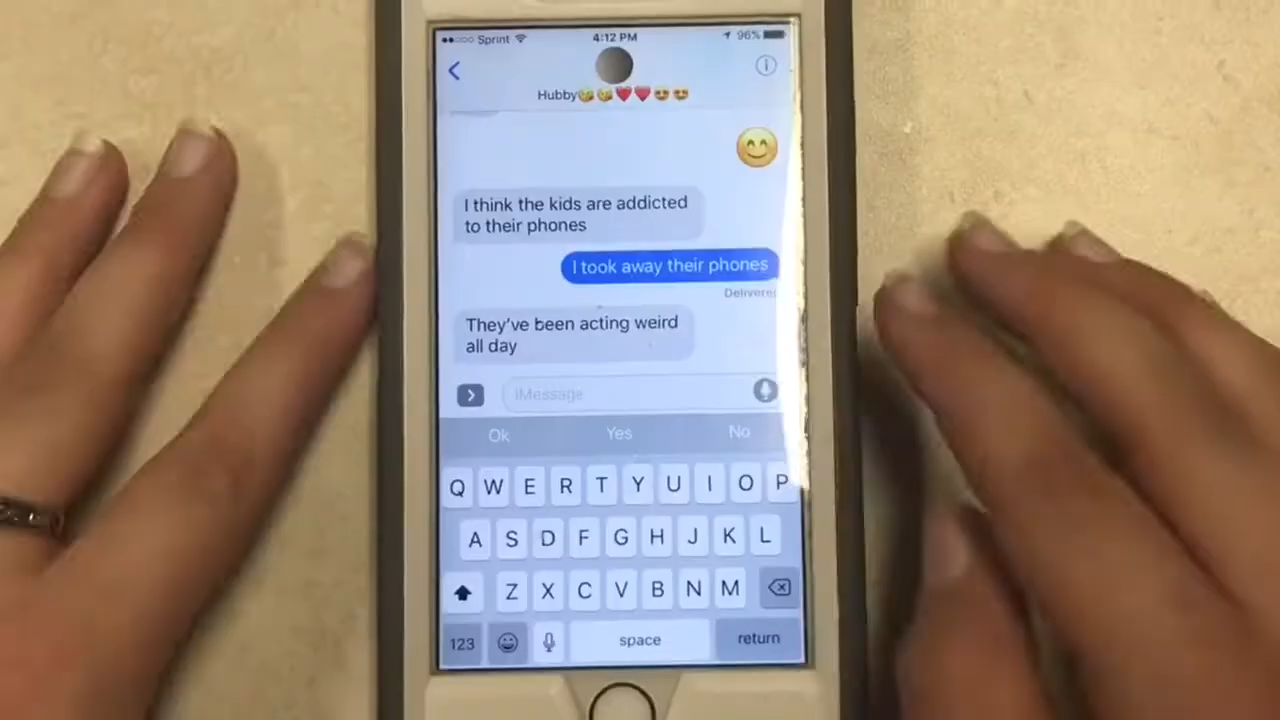 Sprint 4:12 PM 96%
Hubby😘😘❤️❤️😍😍
😊
I think the kids are addicted
to their phones
I took away their phones
Delivered
They've been acting weird
all day
iMessage
Ok Yes No
Q W E R T Y U I O P
A S D F G H J K L
Z X C V B N M
123 space return